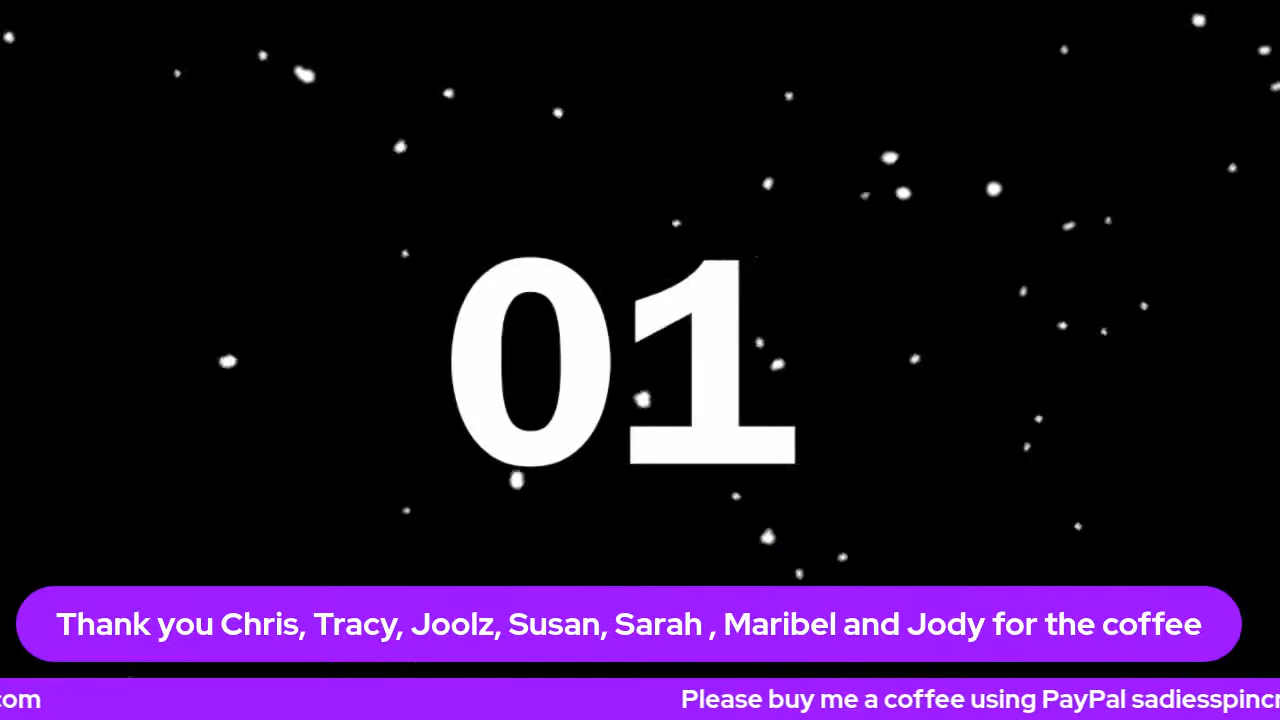 01
Thank you Chris, Tracy, Joolz, Susan, Sarah , Maribel and Jody for the coffee
com Please buy me a coffee using PayPal